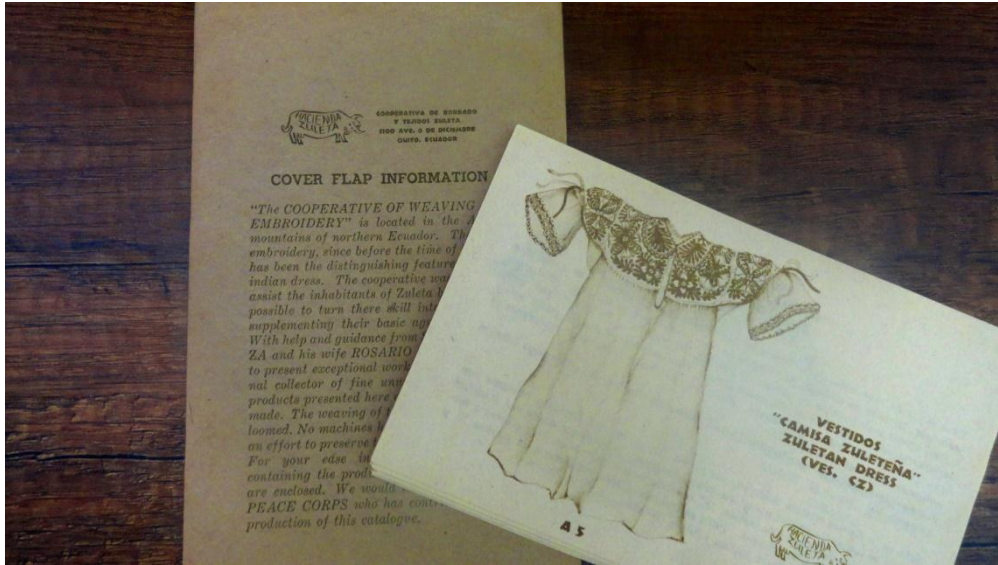 HACIENDA
ZULETA
COOPERATIVA DE BORDADO
Y TEJIDOS ZULETA
1100 AVE. 6 DE DICIEMBRE
QUITO, ECUADOR
COVER FLAP INFORMATION
"The COOPERATIVE OF WEAVING
EMBROIDERY" is located in the
mountains of northern Ecuador.
embroidery, since before the time of
has been the distinguishing feature
indian dress. The cooperative
assist the inhabitants of Zuleta
possible to turn there skill
supplementing their basic
With help and guidance from
ZA and his wife ROSARIO
to present exceptional
nal collector of fine
products presented here
made. The weaving of
loomed. No machines
an effort to preserve
For your ease in
containing the
are enclosed. We would
PEACE CORPS who has
production of this catalogue.
VESTIDOS
"CAMISA ZULETEÑA"
ZULETAN DRESS
(VES. CZ)
A 5
HACIENDA
ZULETA